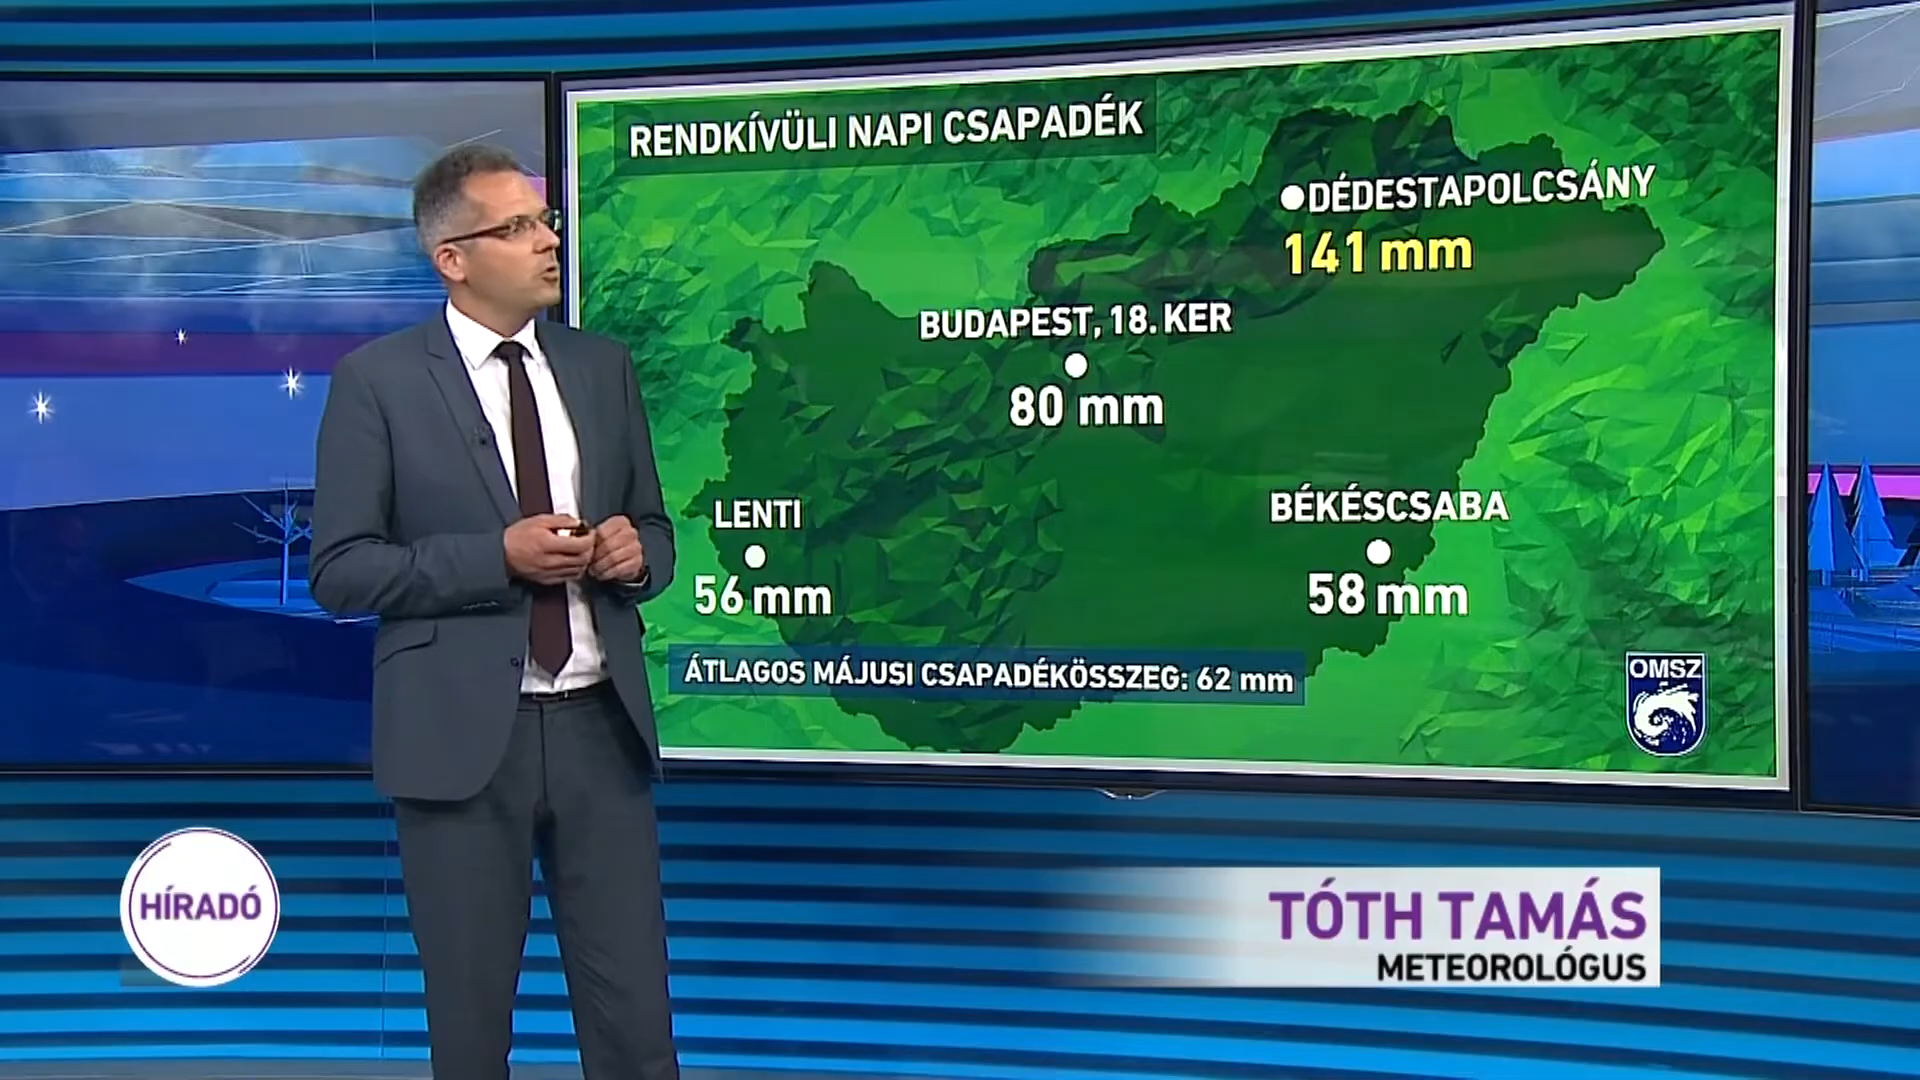 RENDKÍVÜLI NAPI CSAPADÉK
DÉDESTAPOLCSÁNY
141 mm
BUDAPEST, 18. KER
80 mm
LENTI
56 mm
BÉKÉSCSABA
58 mm
ÁTLAGOS MÁJUSI CSAPADÉKÖSSZEG: 62 mm
OMSZ
HÍRADÓ
TÓTH TAMÁS
METEOROLÓGUS